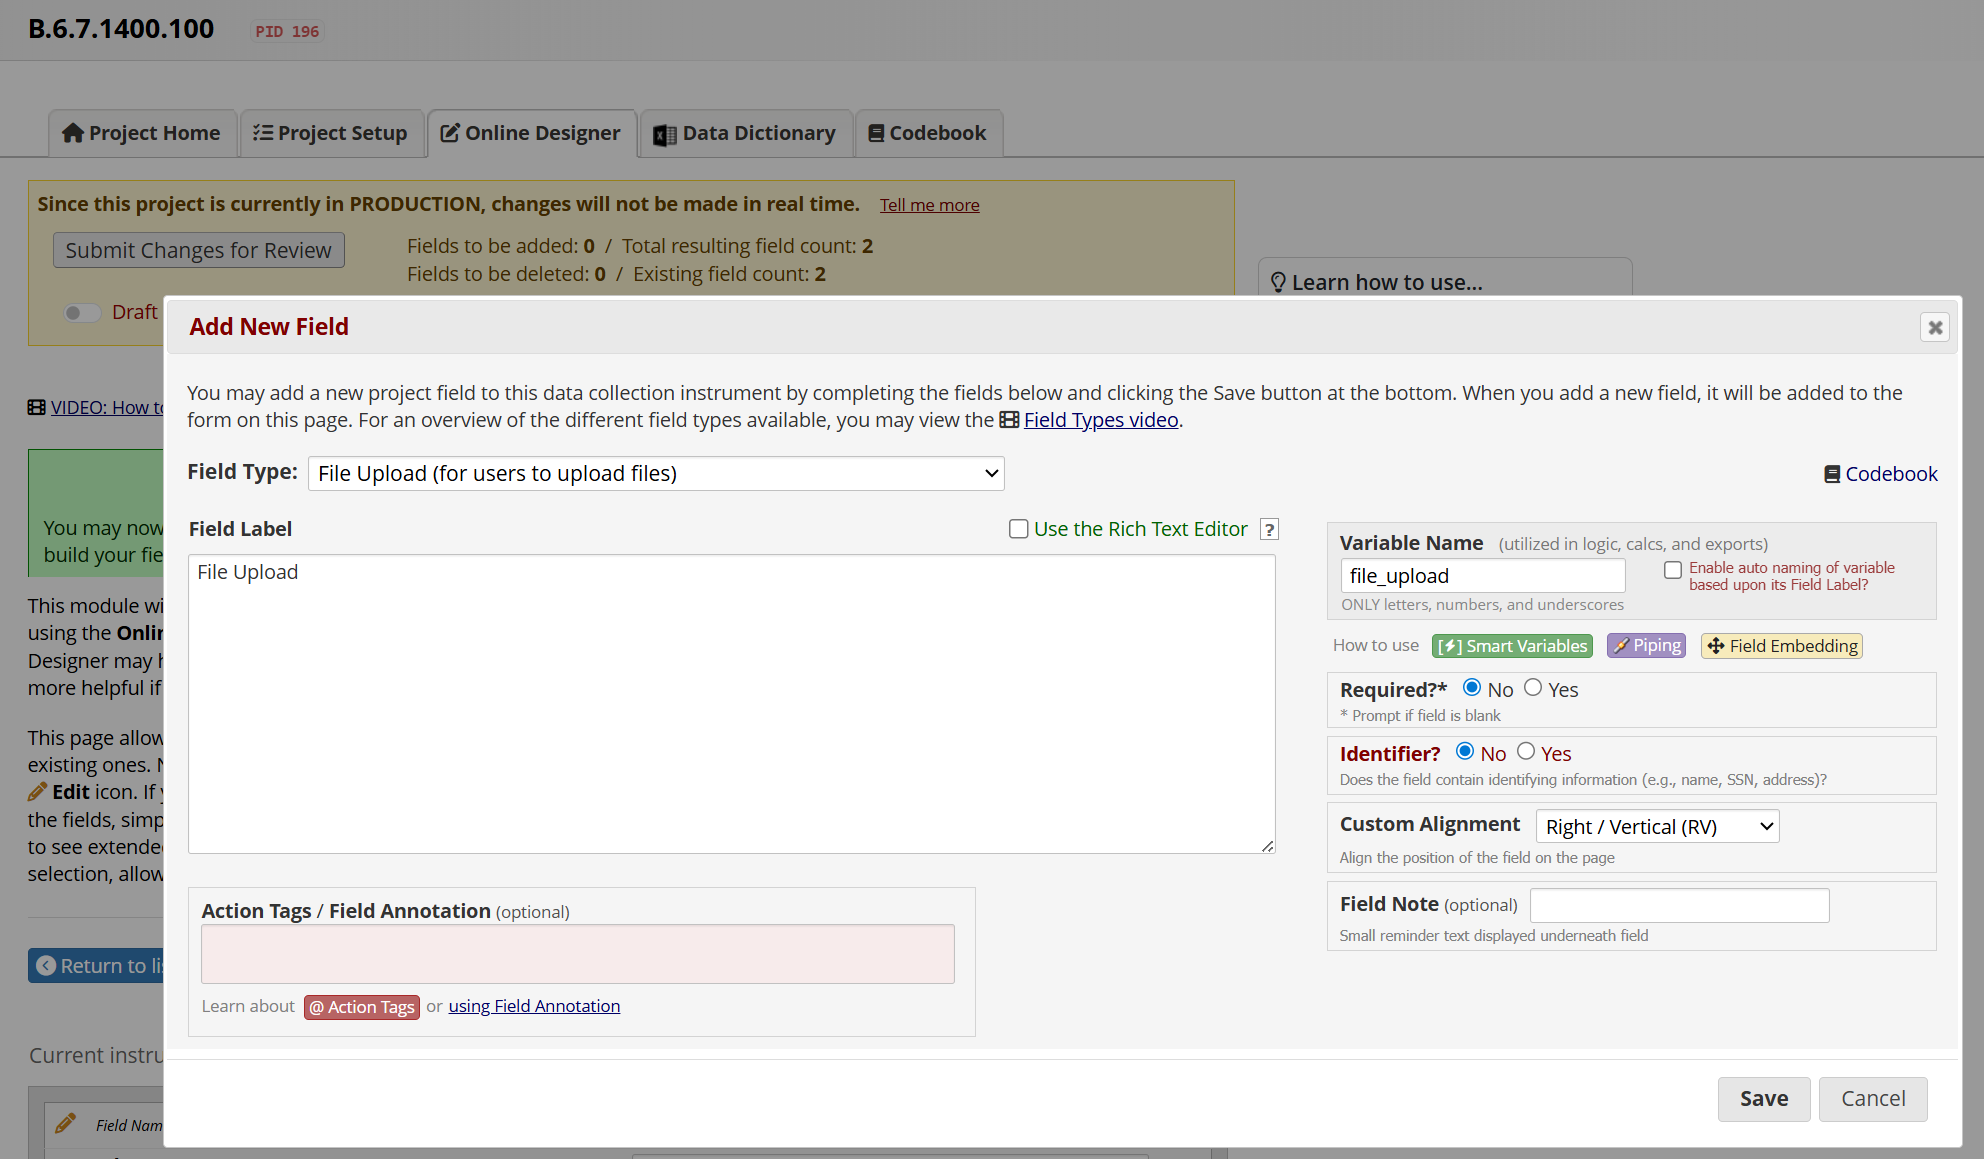 B.6.7.1400.100 PID 196
Project Home Project Setup Online Designer Data Dictionary Codebook
Since this project is currently in PRODUCTION, changes will not be made in real time. Tell me more
Submit Changes for Review
Fields to be added: 0 / Total resulting field count: 2
Fields to be deleted: 0 / Existing field count: 2
Learn how to use...
Draft
Add New Field
VIDEO: How to
You may add a new project field to this data collection instrument by completing the fields below and clicking the Save button at the bottom. When you add a new field, it will be added to the
form on this page. For an overview of the different field types available, you may view the Field Types video.
Field Type: File Upload (for users to upload files)
Codebook
Field Label
Use the Rich Text Editor ?
File Upload
Variable Name (utilized in logic, calcs, and exports)
file_upload
Enable auto naming of variable
based upon its Field Label?
ONLY letters, numbers, and underscores
How to use [⚡] Smart Variables Piping Field Embedding
Required?* No Yes
* Prompt if field is blank
Identifier? No Yes
Does the field contain identifying information (e.g., name, SSN, address)?
Custom Alignment Right / Vertical (RV)
Align the position of the field on the page
Field Note (optional)
Small reminder text displayed underneath field
Action Tags / Field Annotation (optional)
Learn about @ Action Tags or using Field Annotation
Save Cancel
You may now
build your fie
This module wi
using the Onlin
Designer may h
more helpful if
This page allow
existing ones. N
Edit icon. If y
the fields, simp
to see extende
selection, allow
Return to li
Current instru
Field Nam